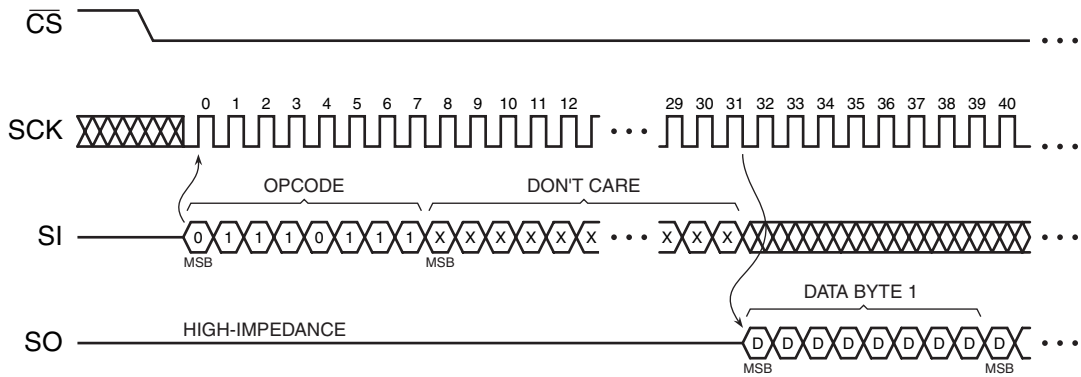 CS
0 1 2 3 4 5 6 7 8 9 10 11 12 29 30 31 32 33 34 35 36 37 38 39 40
SCK
OPCODE DON'T CARE
SI 0 1 1 1 0 1 1 1 X X X X X X X X X
MSB MSB
DATA BYTE 1
HIGH-IMPEDANCE
SO D D D D D D D D D
MSB MSB